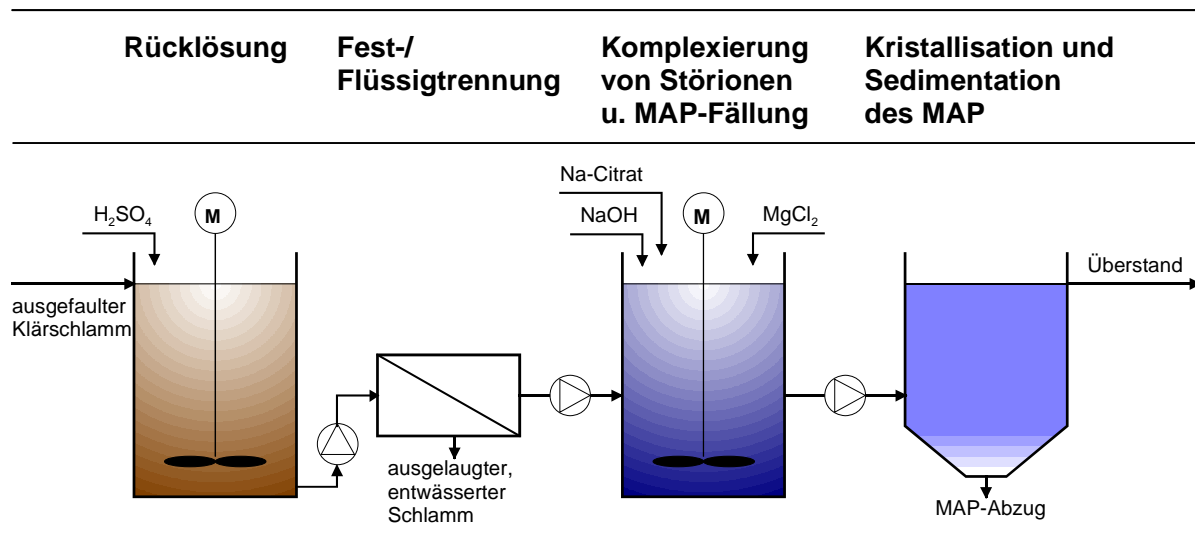 Rücklösung
Fest-/
Flüssigtrennung
Komplexierung
von Störionen
u. MAP-Fällung
Kristallisation und
Sedimentation
des MAP
H₂SO₄
M
ausgefaulter
Klärschlamm
ausgelaugter,
entwässerter
Schlamm
Na-Citrat
NaOH
M
MgCl₂
Überstand
MAP-Abzug